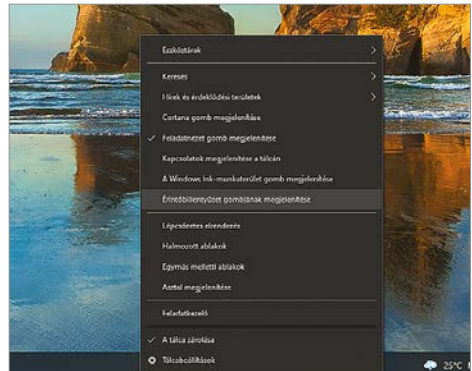 Eszköztárak
Keresés
Hírek és érdeklődési területek
Cortana gomb megjelenítése
Feladatnézet gomb megjelenítése
Kapcsolatok megjelenítése a tálcán
A Windows Ink-munkaterület gomb megjelenítése
Érintőbillentyűzet gombjának megjelenítése
Lépcsőzetes elrendezés
Halmozott ablakok
Egymás melletti ablakok
Asztal megjelenítése
Feladatkezelő
A tálca zárolása
Tálcabeállítások
25°C